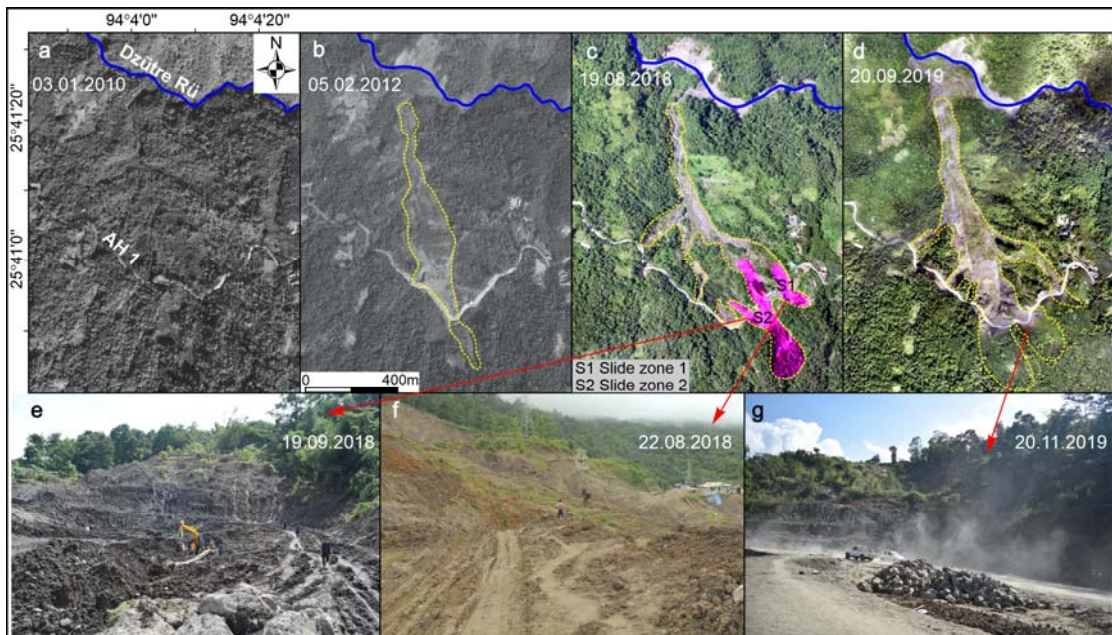 94°4'0"
94°4'20"
25°41'20"
25°41'0"
a
Dzütre Rü
N
03.01.2010
AH 1
b
05.02.2012
0 400m
c
19.08.2018
S1
S2
S1 Slide zone 1
S2 Slide zone 2
d
20.09.2019
e
19.09.2018
f
22.08.2018
g
20.11.2019